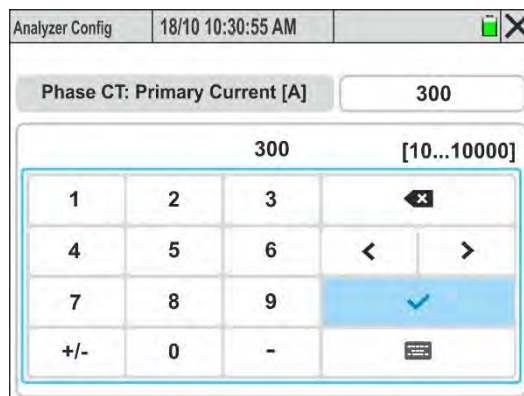 Analyzer Config 18/10 10:30:55 AM
Phase CT: Primary Current [A] 300
300 [10...10000]
1 2 3
4 5 6 < >
7 8 9
+/- 0 -